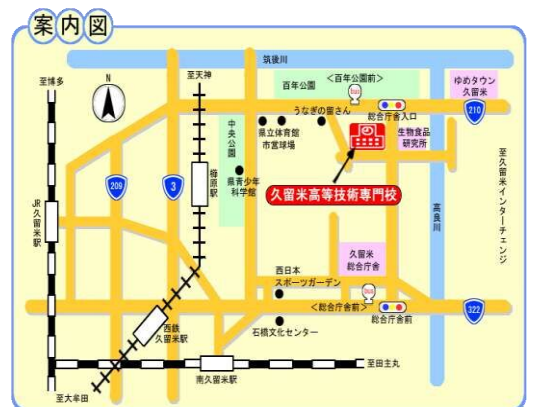 案内図
筑後川
至博多
N
至天神
百年公園
<百年公園前>
bus
ゆめタウン
久留米
210
うなぎの宿さん
総合庁舎入口
中央公園
県立体育館
市営球場
生物食品
研究所
209
3
櫛原駅
県青少年
科学館
久留米高等技術専門校
JR久留米駅
高良川
至久留米インターチェンジ
久留米
総合庁舎
西日本
スポーツガーデン
bus
<総合庁舎前>
総合庁舎前
322
西鉄
久留米駅
石橋文化センター
南久留米駅
至田主丸
至大牟田